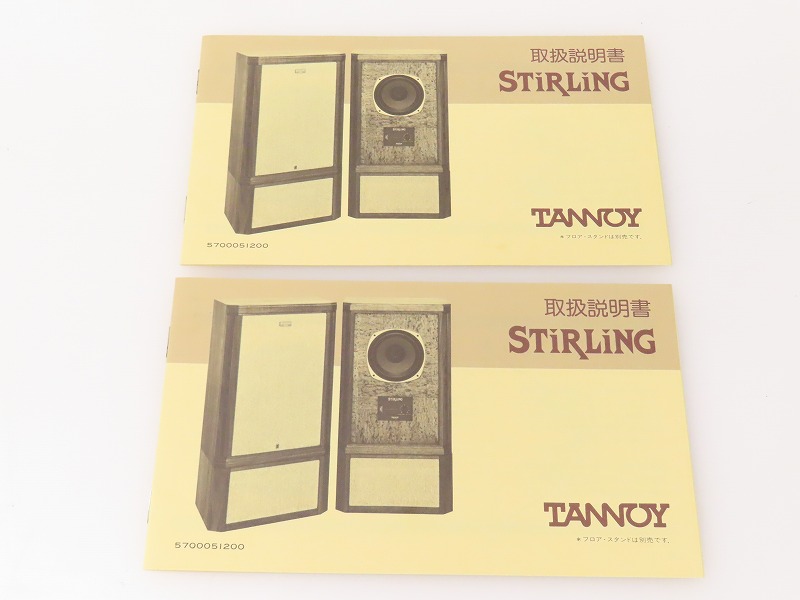 取扱説明書
STiRLiNG
TANNOY
*フロア・スタンドは別売です。
5700051200
取扱説明書
STiRLiNG
TANNOY
*フロア・スタンドは別売です。
5700051200